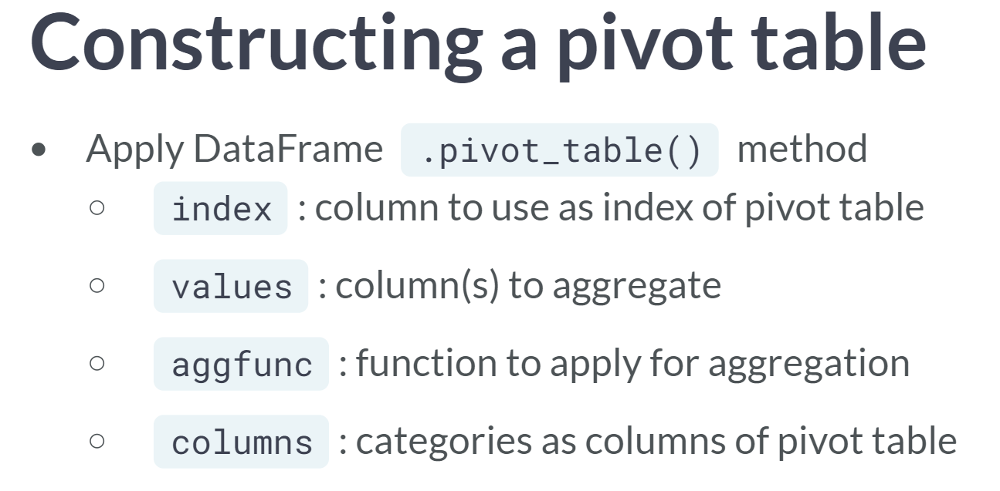 Constructing a pivot table
• Apply DataFrame .pivot_table() method
○ index : column to use as index of pivot table
○ values : column(s) to aggregate
○ aggfunc : function to apply for aggregation
○ columns : categories as columns of pivot table